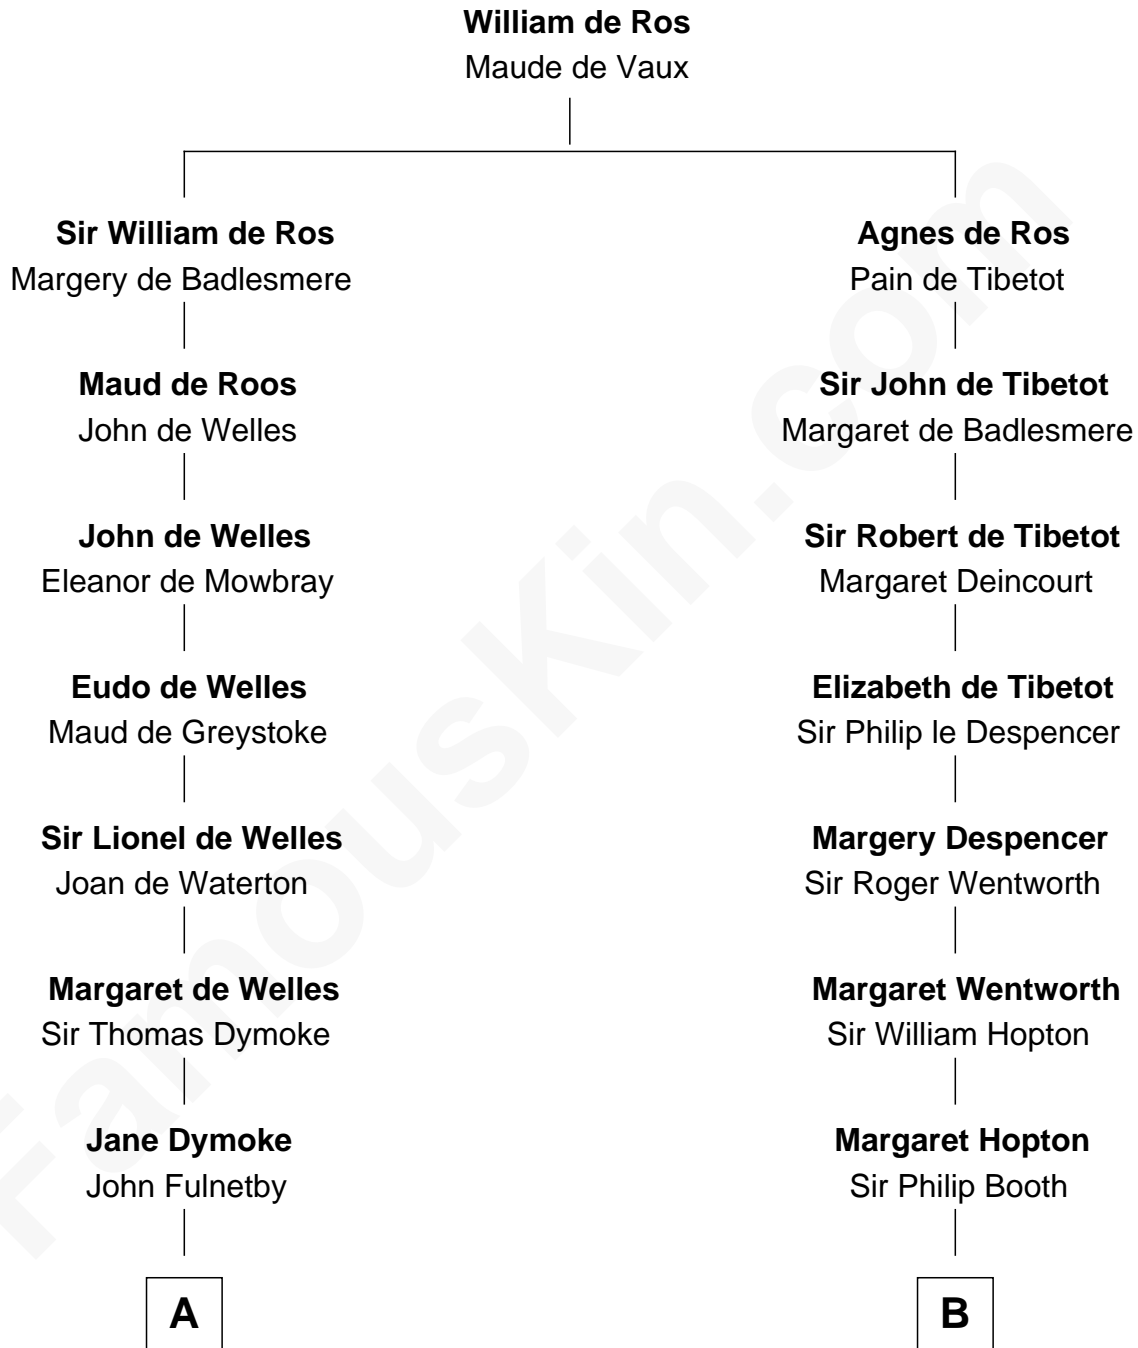 William de Ros
Maude de Vaux
Sir William de Ros
Margery de Badlesmere
Maud de Roos
John de Welles
John de Welles
Eleanor de Mowbray
Eudo de Welles
Maud de Greystoke
Sir Lionel de Welles
Joan de Waterton
Margaret de Welles
Sir Thomas Dymoke
Jane Dymoke
John Fulnetby
A
Agnes de Ros
Pain de Tibetot
Sir John de Tibetot
Margaret de Badlesmere
Sir Robert de Tibetot
Margaret Deincourt
Elizabeth de Tibetot
Sir Philip le Despencer
Margery Despencer
Sir Roger Wentworth
Margaret Wentworth
Sir William Hopton
Margaret Hopton
Sir Philip Booth
B
FamousKin.com